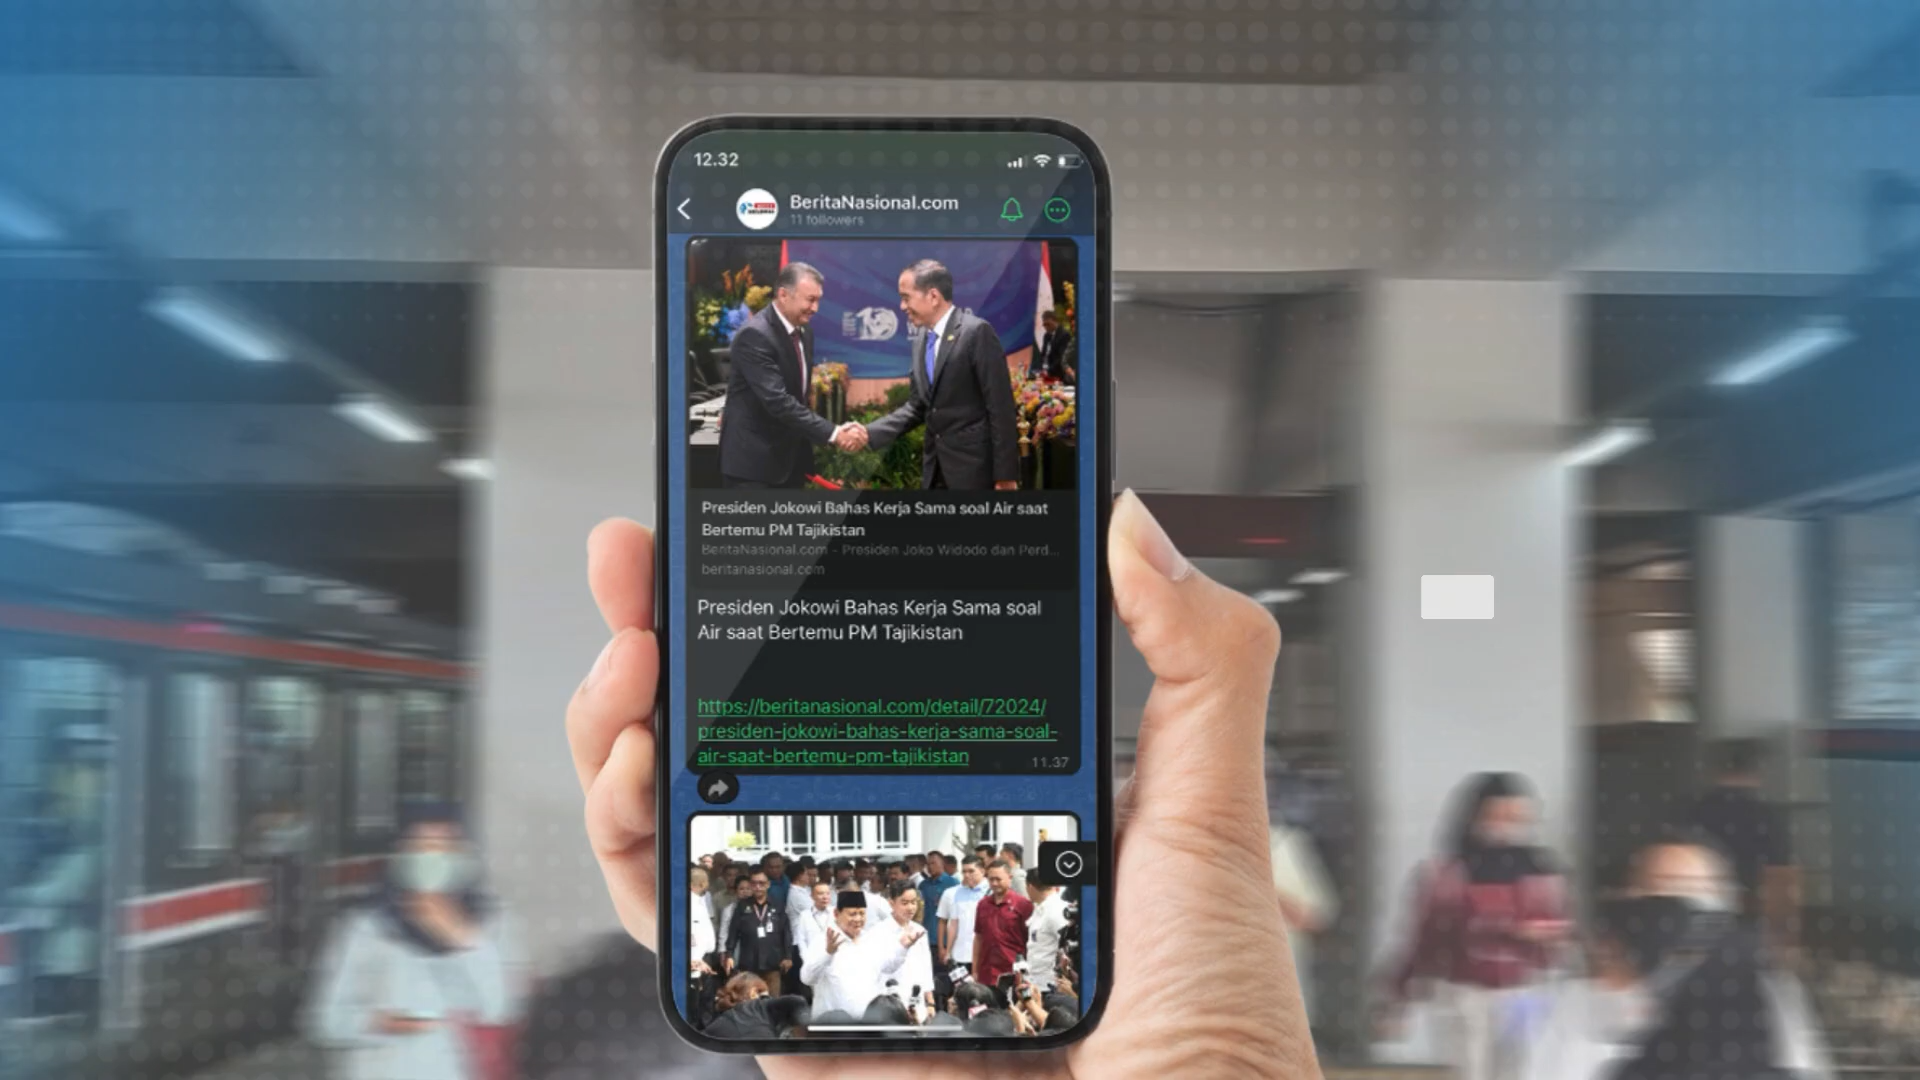 12.32
BeritaNasional.com
11 followers
10
Presiden Jokowi Bahas Kerja Sama soal Air saat
Bertemu PM Tajikistan
BeritaNasional.com - Presiden Joko Widodo dan Perd...
beritanasional.com
Presiden Jokowi Bahas Kerja Sama soal
Air saat Bertemu PM Tajikistan
https://beritanasional.com/detail/72024/
presiden-jokowi-bahas-kerja-sama-soal-
air-saat-bertemu-pm-tajikistan
11.37